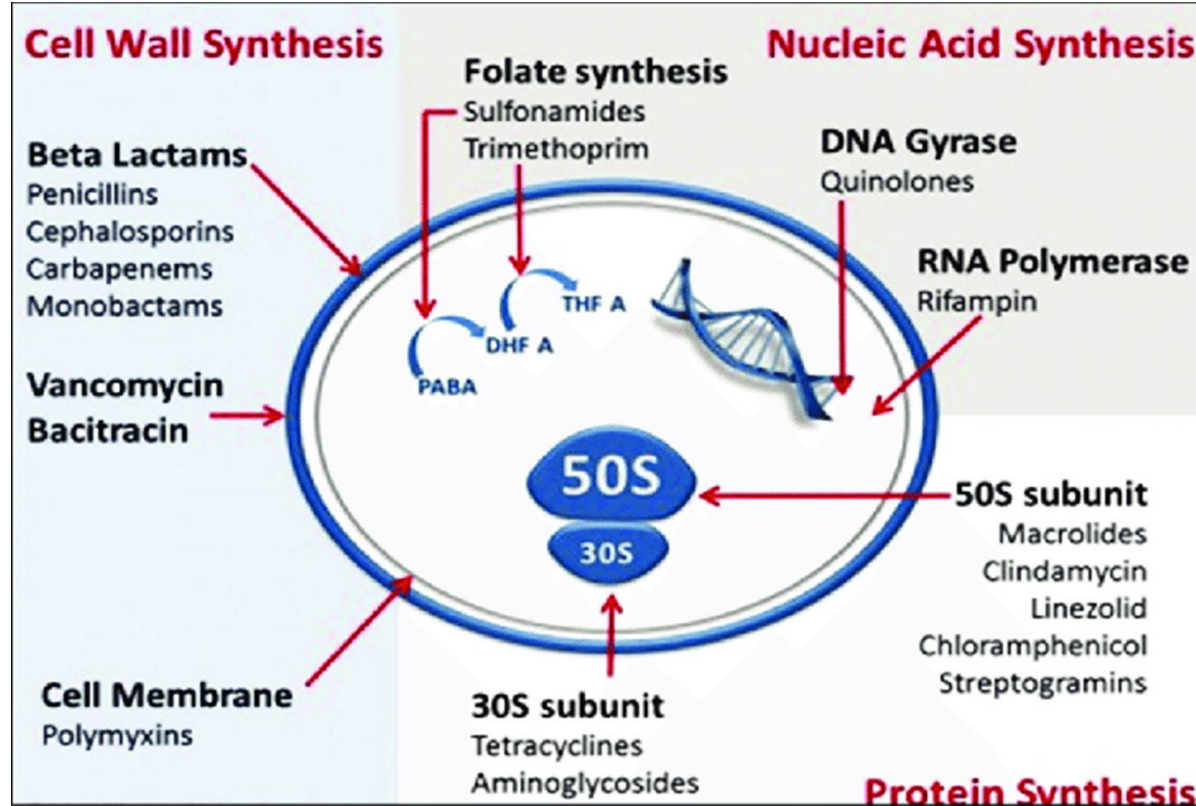 Cell Wall Synthesis
Beta Lactams
Penicillins
Cephalosporins
Carbapenems
Monobactams
Vancomycin
Bacitracin
Cell Membrane
Polymyxins
Folate synthesis
Sulfonamides
Trimethoprim
Nucleic Acid Synthesis
DNA Gyrase
Quinolones
RNA Polymerase
Rifampin
THF A
DHF A
PABA
50S
30S
50S subunit
Macrolides
Clindamycin
Linezolid
Chloramphenicol
Streptogramins
30S subunit
Tetracyclines
Aminoglycosides
Protein Synthesis